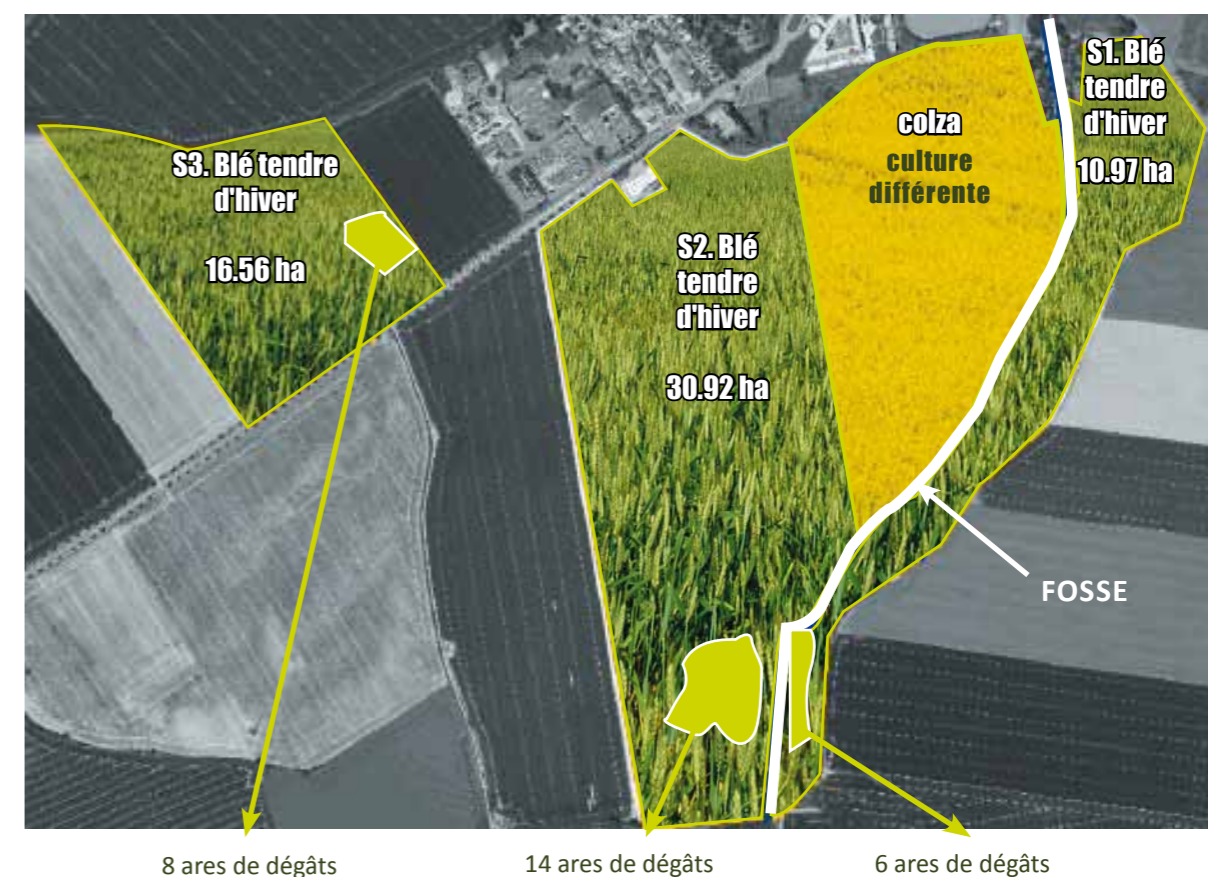 S3. Blé tendre
d'hiver
16.56 ha
S2. Blé
tendre
d'hiver
30.92 ha
colza
culture
différente
S1. Blé
tendre
d'hiver
10.97 ha
FOSSE
8 ares de dégâts
14 ares de dégâts
6 ares de dégâts